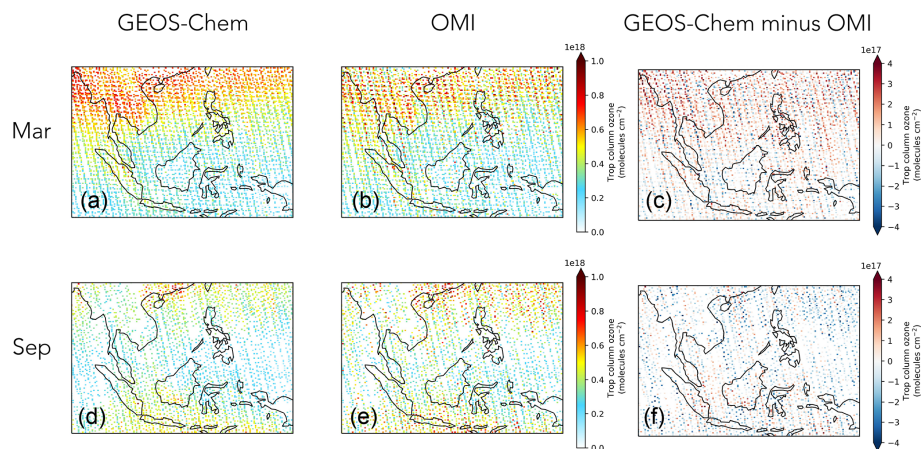 GEOS-Chem
OMI
GEOS-Chem minus OMI
Mar
(a)
(b)
1e18
1.0
0.8
0.6
0.4
0.2
0.0
Trop column ozone
(molecules cm⁻²)
(c)
1e17
4
3
2
1
0
−1
−2
−3
−4
Trop column ozone
(molecules cm⁻²)
Sep
(d)
(e)
1e18
1.0
0.8
0.6
0.4
0.2
0.0
Trop column ozone
(molecules cm⁻²)
(f)
1e17
4
3
2
1
0
−1
−2
−3
−4
Trop column ozone
(molecules cm⁻²)